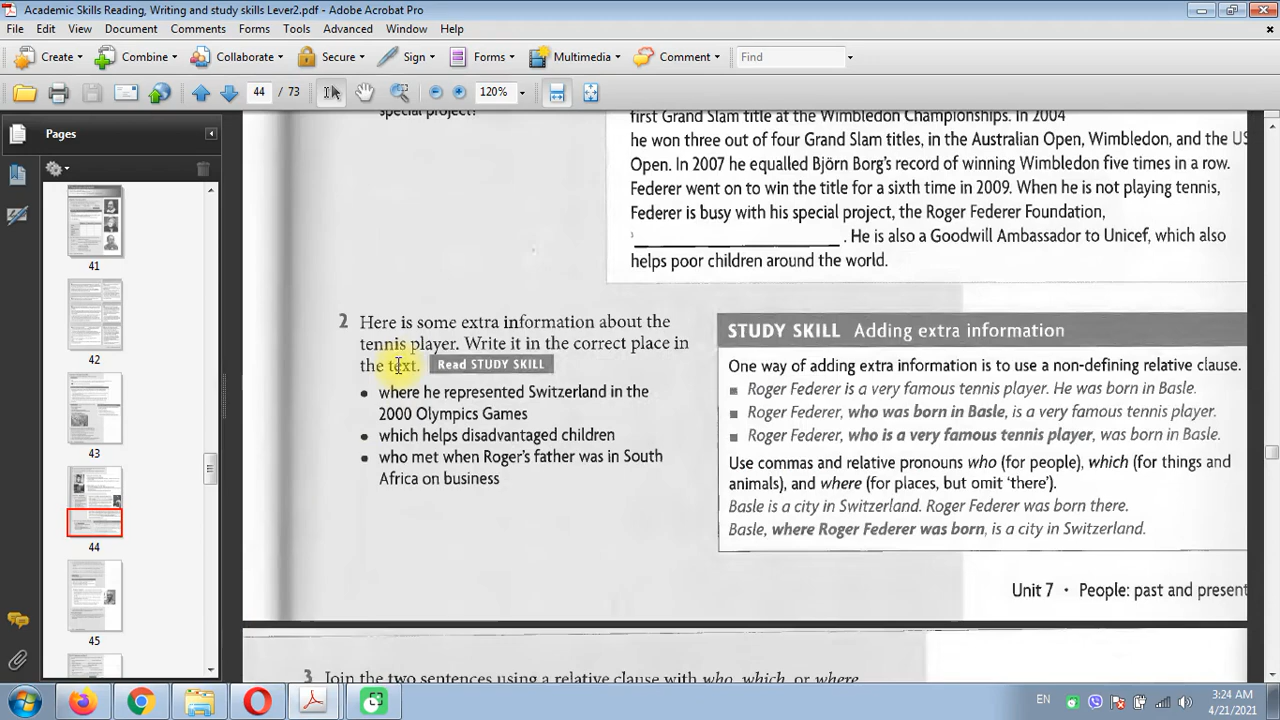 Academic Skills Reading, Writing and study skills Lever2.pdf - Adobe Acrobat Pro
File Edit View Document Comments Forms Tools Advanced Window Help
Create Combine Collaborate Secure Sign Forms Multimedia Comment Find
44 / 73 120%
Pages
41
42
43
44
45
special project?
first Grand Slam title at the Wimbledon Championships. In 2004
he won three out of four Grand Slam titles, in the Australian Open, Wimbledon, and the US
Open. In 2007 he equalled Björn Borg's record of winning Wimbledon five times in a row.
Federer went on to win the title for a sixth time in 2009. When he is not playing tennis,
Federer is busy with his special project, the Roger Federer Foundation,
1 ____________________ . He is also a Goodwill Ambassador to Unicef, which also
helps poor children around the world.
2 Here is some extra information about the
tennis player. Write it in the correct place in
the text. Read STUDY SKILL
where he represented Switzerland in the
2000 Olympics Games
which helps disadvantaged children
who met when Roger's father was in South
Africa on business
STUDY SKILL Adding extra information
One way of adding extra information is to use a non-defining relative clause.
Roger Federer is a very famous tennis player. He was born in Basle.
Roger Federer, who was born in Basle, is a very famous tennis player.
Roger Federer, who is a very famous tennis player, was born in Basle.
Use commas and relative pronouns who (for people), which (for things and
animals), and where (for places, but omit 'there').
Basle is a city in Switzerland. Roger Federer was born there.
Basle, where Roger Federer was born, is a city in Switzerland.
Unit 7 • People: past and present
3 Join the two sentences using a relative clause with who, which, or where
EN
3:24 AM
4/21/2021